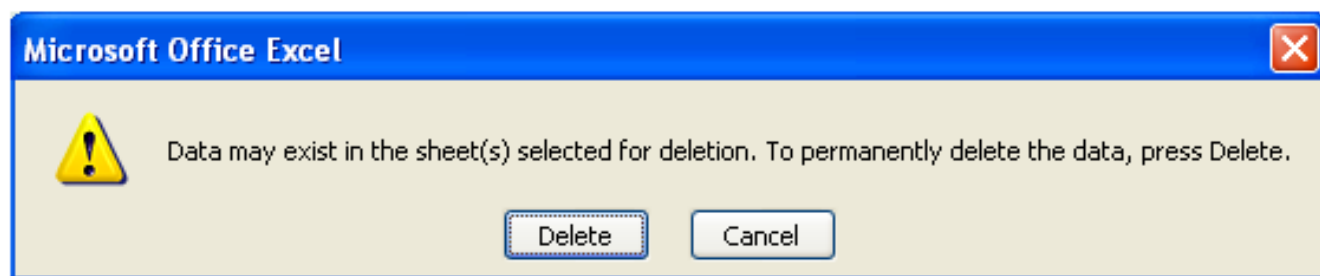 Microsoft Office Excel
Data may exist in the sheet(s) selected for deletion. To permanently delete the data, press Delete.
Delete Cancel